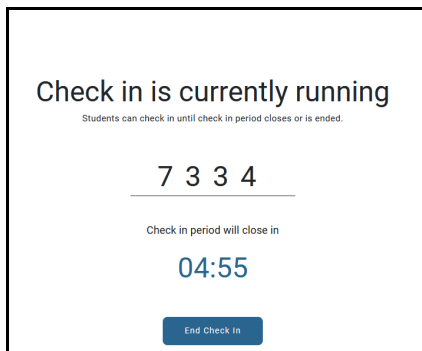 Check in is currently running
Students can check in until check in period closes or is ended.
7 3 3 4
Check in period will close in
04:55
End Check In